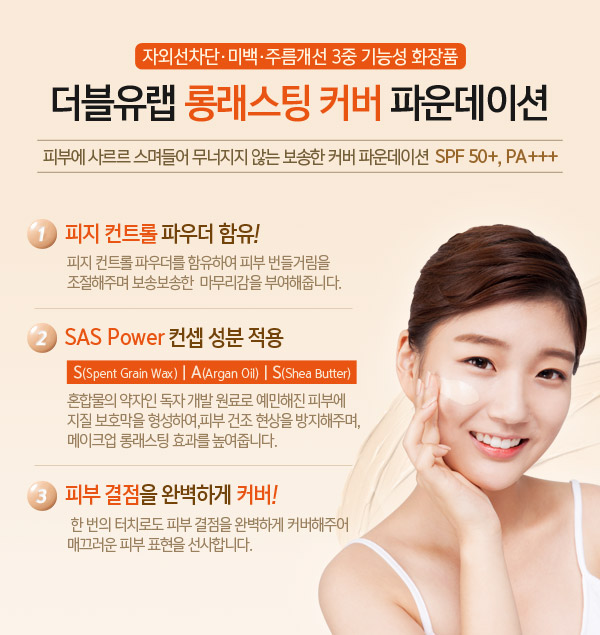 자외선차단·미백·주름개선 3중 기능성 화장품
더블유랩 롱래스팅 커버 파운데이션
피부에 사르르 스며들어 무너지지 않는 보송한 커버 파운데이션 SPF 50+, PA+++
1 피지 컨트롤 파우더 함유!
피지 컨트롤 파우더를 함유하여 피부 번들거림을
조절해주며 보송보송한 마무리감을 부여해줍니다.
2 SAS Power 컨셉 성분 적용
S(Spent Grain Wax) | A(Argan Oil) | S(Shea Butter)
혼합물의 약자인 독자 개발 원료로 예민해진 피부에
지질 보호막을 형성하여,피부 건조 현상을 방지해주며,
메이크업 롱래스팅 효과를 높여줍니다.
3 피부 결점을 완벽하게 커버!
한 번의 터치로도 피부 결점을 완벽하게 커버해주어
매끄러운 피부 표현을 선사합니다.